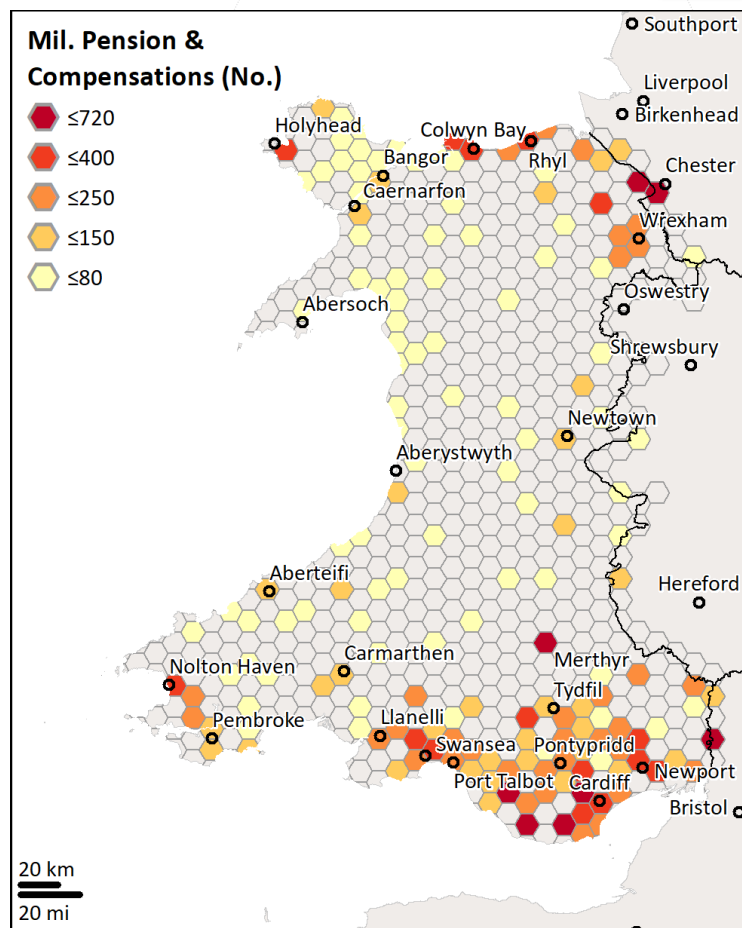 Mil. Pension &
Compensations (No.)
≤720
≤400
≤250
≤150
≤80
Southport
Liverpool
Birkenhead
Holyhead
Colwyn Bay
Bangor
Rhyl
Chester
Caernarfon
Wrexham
Abersoch
Oswestry
Shrewsbury
Newtown
Aberystwyth
Aberteifi
Hereford
Nolton Haven
Carmarthen
Merthyr
Tydfil
Pembroke
Llanelli
Swansea
Pontypridd
Port Talbot
Cardiff
Newport
Bristol
20 km
20 mi